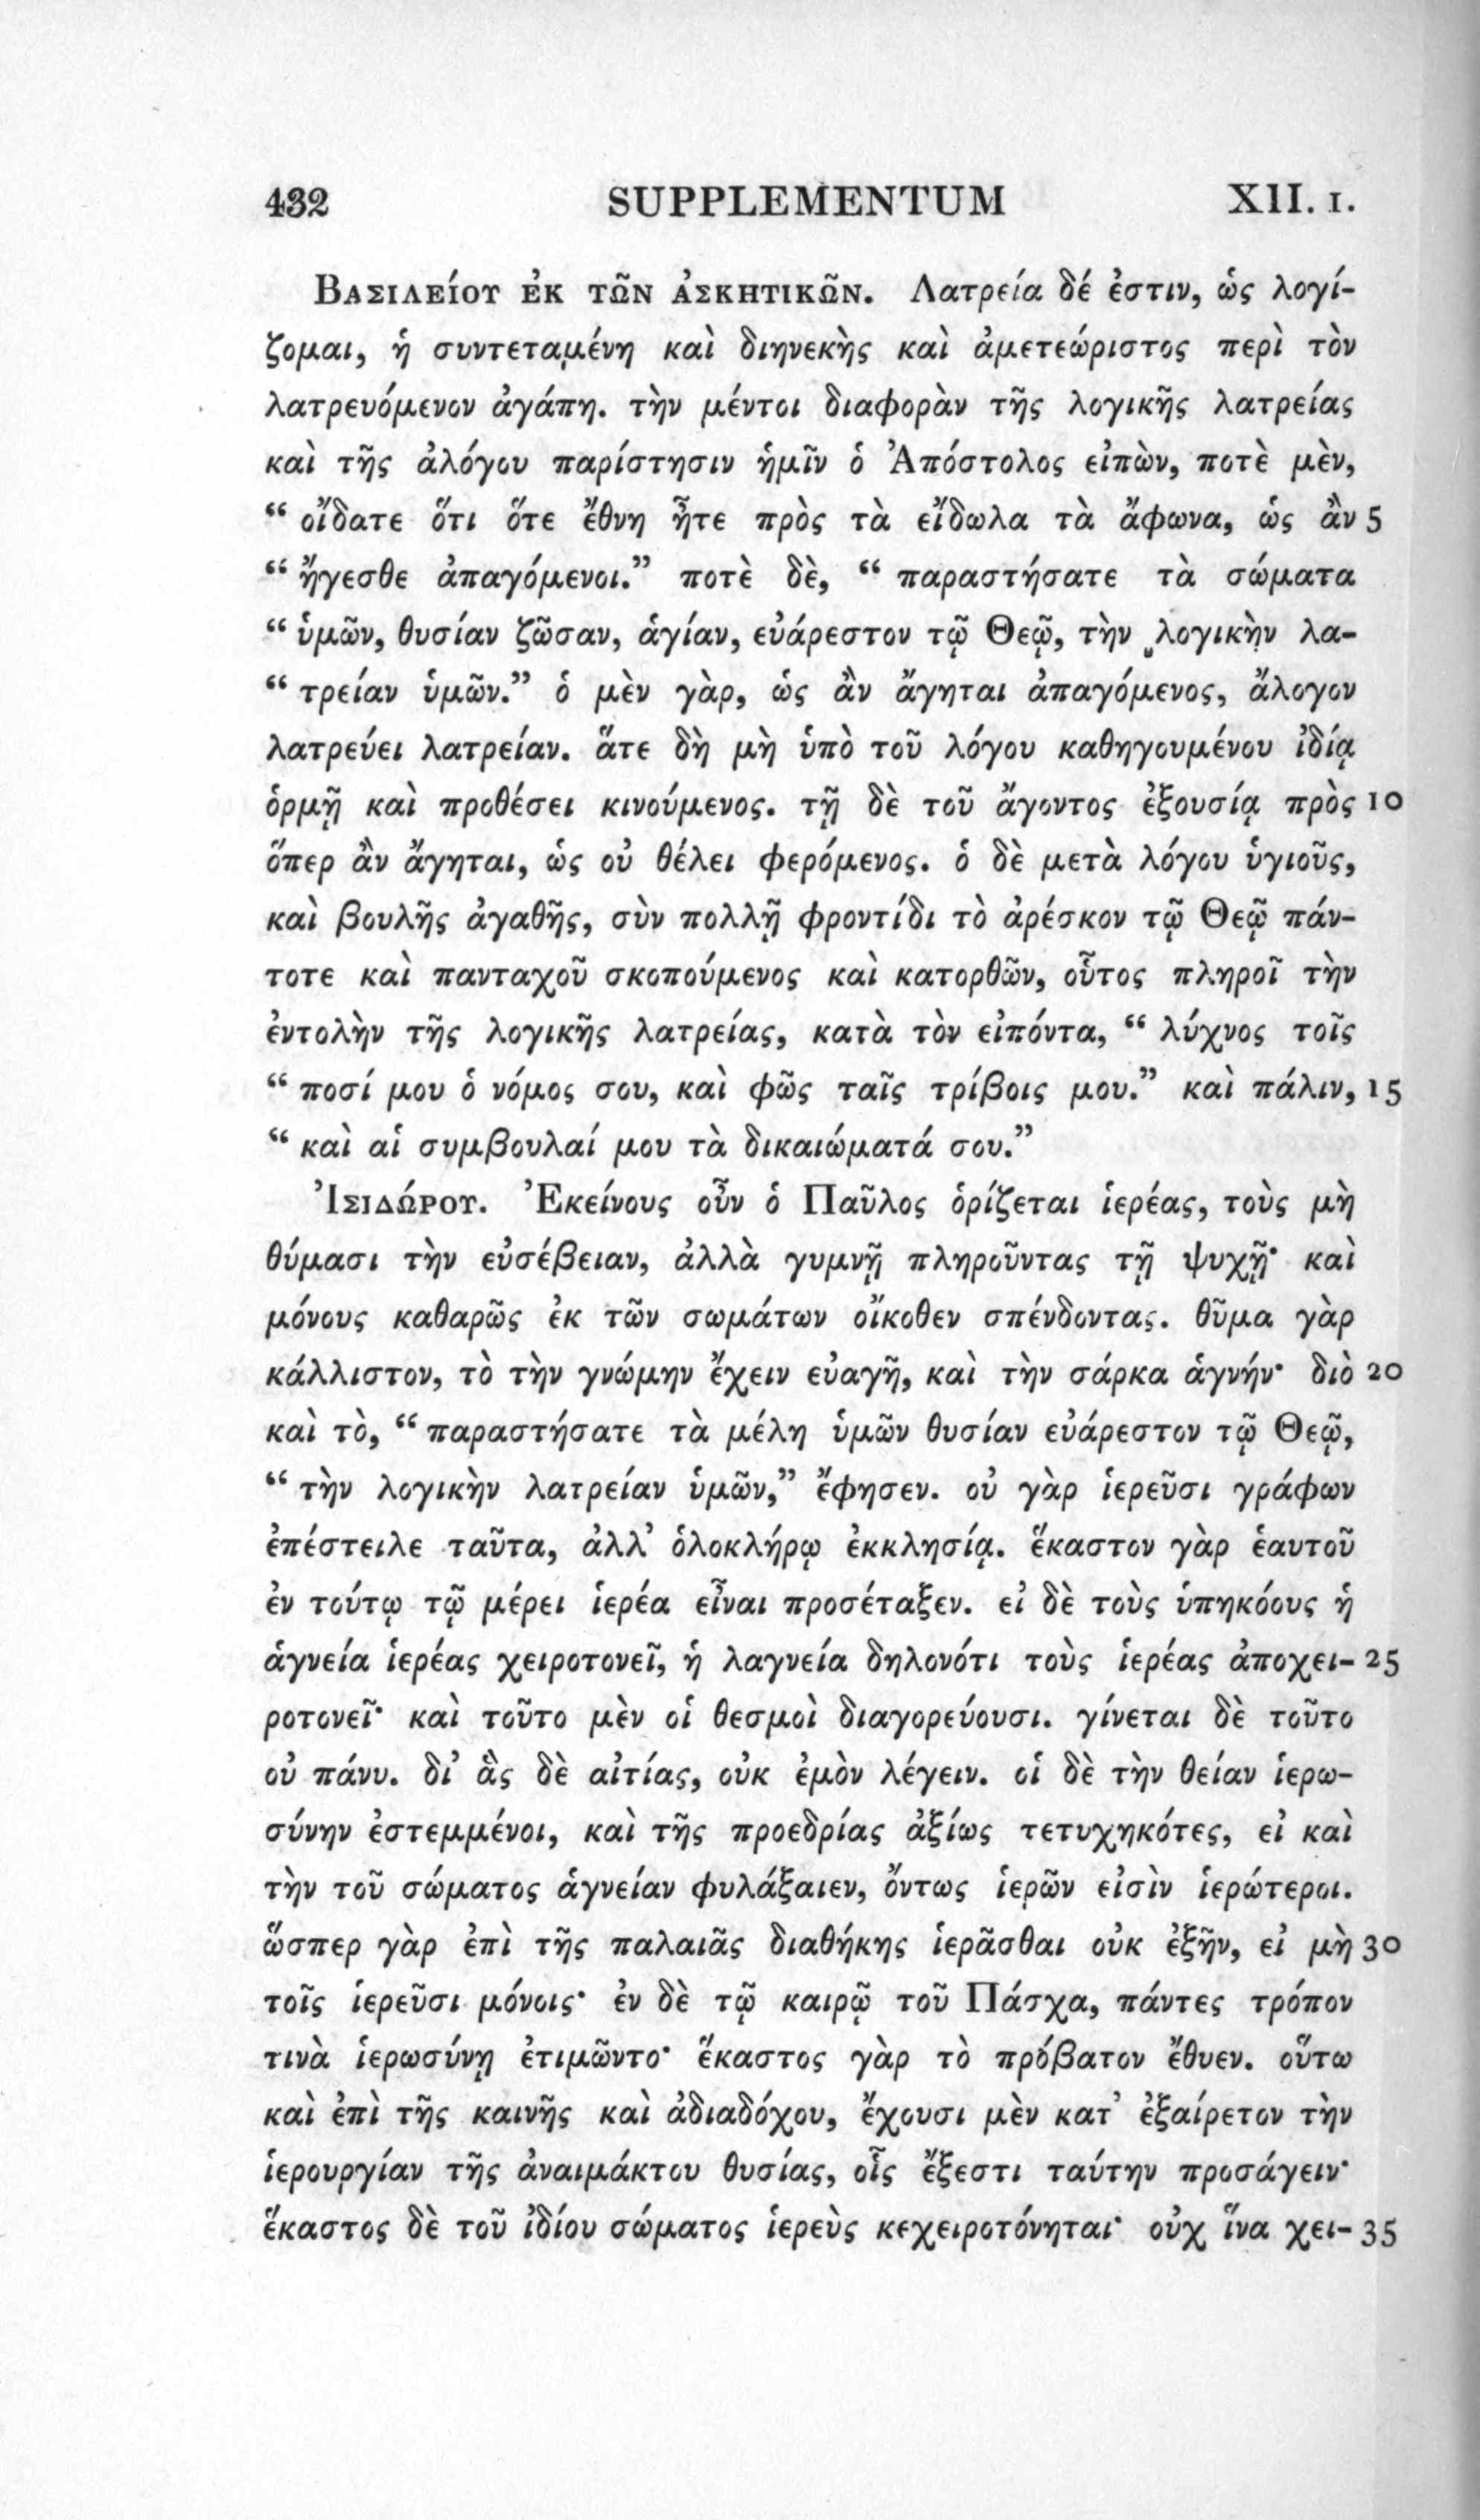 432 SUPPLEMENTUM XII. 1.
Βασιλείου ἐκ τῶν Ἀσκητικῶν. Λατρεία δέ ἐστιν, ὡς λογί-
ζομαι, ἡ συντεταμένη καὶ διηνεκὴς καὶ ἀμετεώριστος περὶ τὸν
λατρευόμενον ἀγάπη. τὴν μέντοι διαφορὰν τῆς λογικῆς λατρείας
καὶ τῆς ἀλόγου παρίστησιν ἡμῖν ὁ Ἀπόστολος εἰπὼν, ποτὲ μὲν,
“ οἴδατε ὅτι ὅτε ἔθνη ἦτε πρὸς τὰ εἴδωλα τὰ ἄφωνα, ὡς ἂν 5
“ ἤγεσθε ἀπαγόμενοι.” ποτὲ δὲ, “ παραστήσατε τὰ σώματα
“ ὑμῶν, θυσίαν ζῶσαν, ἁγίαν, εὐάρεστον τῷ Θεῷ, τὴν λογικὴν λα-
“ τρείαν ὑμῶν.” ὁ μὲν γὰρ, ὡς ἂν ἄγηται ἀπαγόμενος, ἄλογον
λατρεύει λατρείαν. ἅτε δὴ μὴ ὑπὸ τοῦ λόγου καθηγουμένου ἰδίᾳ
ὁρμῇ καὶ προθέσει κινούμενος. τῇ δὲ τοῦ ἄγοντος ἐξουσίᾳ πρὸς 10
ὅπερ ἂν ἄγηται, ὡς οὐ θέλει φερόμενος. ὁ δὲ μετὰ λόγου ὑγιοῦς,
καὶ βουλῆς ἀγαθῆς, σὺν πολλῇ φροντίδι τὸ ἀρέσκον τῷ Θεῷ πάν-
τοτε καὶ πανταχοῦ σκοπούμενος καὶ κατορθῶν, οὗτος πληροῖ τὴν
ἐντολὴν τῆς λογικῆς λατρείας, κατὰ τὸν εἰπόντα, “ λύχνος τοῖς
“ ποσί μου ὁ νόμος σου, καὶ φῶς ταῖς τρίβοις μου.” καὶ πάλιν, 15
“ καὶ αἱ συμβουλαί μου τὰ δικαιώματά σου.”
Ἰσιδώρου. Ἐκείνους οὖν ὁ Παῦλος ὁρίζεται ἱερέας, τοὺς μὴ
θύμασι τὴν εὐσέβειαν, ἀλλὰ γυμνῇ πληροῦντας τῇ ψυχῇ· καὶ
μόνους καθαρῶς ἐκ τῶν σωμάτων οἴκοθεν σπένδοντας. θῦμα γὰρ
κάλλιστον, τὸ τὴν γνώμην ἔχειν εὐαγῆ, καὶ τὴν σάρκα ἁγνήν· διὸ 20
καὶ τὸ, “ παραστήσατε τὰ μέλη ὑμῶν θυσίαν εὐάρεστον τῷ Θεῷ,
“ τὴν λογικὴν λατρείαν ὑμῶν,” ἔφησεν. οὐ γὰρ ἱερεῦσι γράφων
ἐπέστειλε ταῦτα, ἀλλ’ ὁλοκλήρῳ ἐκκλησίᾳ. ἕκαστον γὰρ ἑαυτοῦ
ἐν τούτῳ τῷ μέρει ἱερέα εἶναι προσέταξεν. εἰ δὲ τοὺς ὑπηκόους ἡ
ἁγνεία ἱερέας χειροτονεῖ, ἡ λαγνεία δηλονότι τοὺς ἱερέας ἀποχει- 25
ροτονεῖ· καὶ τοῦτο μὲν οἱ θεσμοὶ διαγορεύουσι. γίνεται δὲ τοῦτο
οὐ πάνυ. δι’ ἃς δὲ αἰτίας, οὐκ ἐμὸν λέγειν. οἱ δὲ τὴν θείαν ἱερω-
σύνην ἐστεμμένοι, καὶ τῆς προεδρίας ἀξίως τετυχηκότες, εἰ καὶ
τὴν τοῦ σώματος ἁγνείαν φυλάξαιεν, ὄντως ἱερῶν εἰσὶν ἱερώτεροι.
ὥσπερ γὰρ ἐπὶ τῆς παλαιᾶς διαθήκης ἱερᾶσθαι οὐκ ἐξῆν, εἰ μὴ 30
τοῖς ἱερεῦσι μόνοις· ἐν δὲ τῷ καιρῷ τοῦ Πάσχα, πάντες τρόπον
τινὰ ἱερωσύνῃ ἐτιμῶντο· ἕκαστος γὰρ τὸ πρόβατον ἔθυεν. οὕτω
καὶ ἐπὶ τῆς καινῆς καὶ ἀδιαδόχου, ἔχουσι μὲν κατ’ ἐξαίρετον τὴν
ἱερουργίαν τῆς ἀναιμάκτου θυσίας, οἷς ἔξεστι ταύτην προσάγειν·
ἕκαστος δὲ τοῦ ἰδίου σώματος ἱερεὺς κεχειροτόνηται· οὐχ ἵνα χει- 35